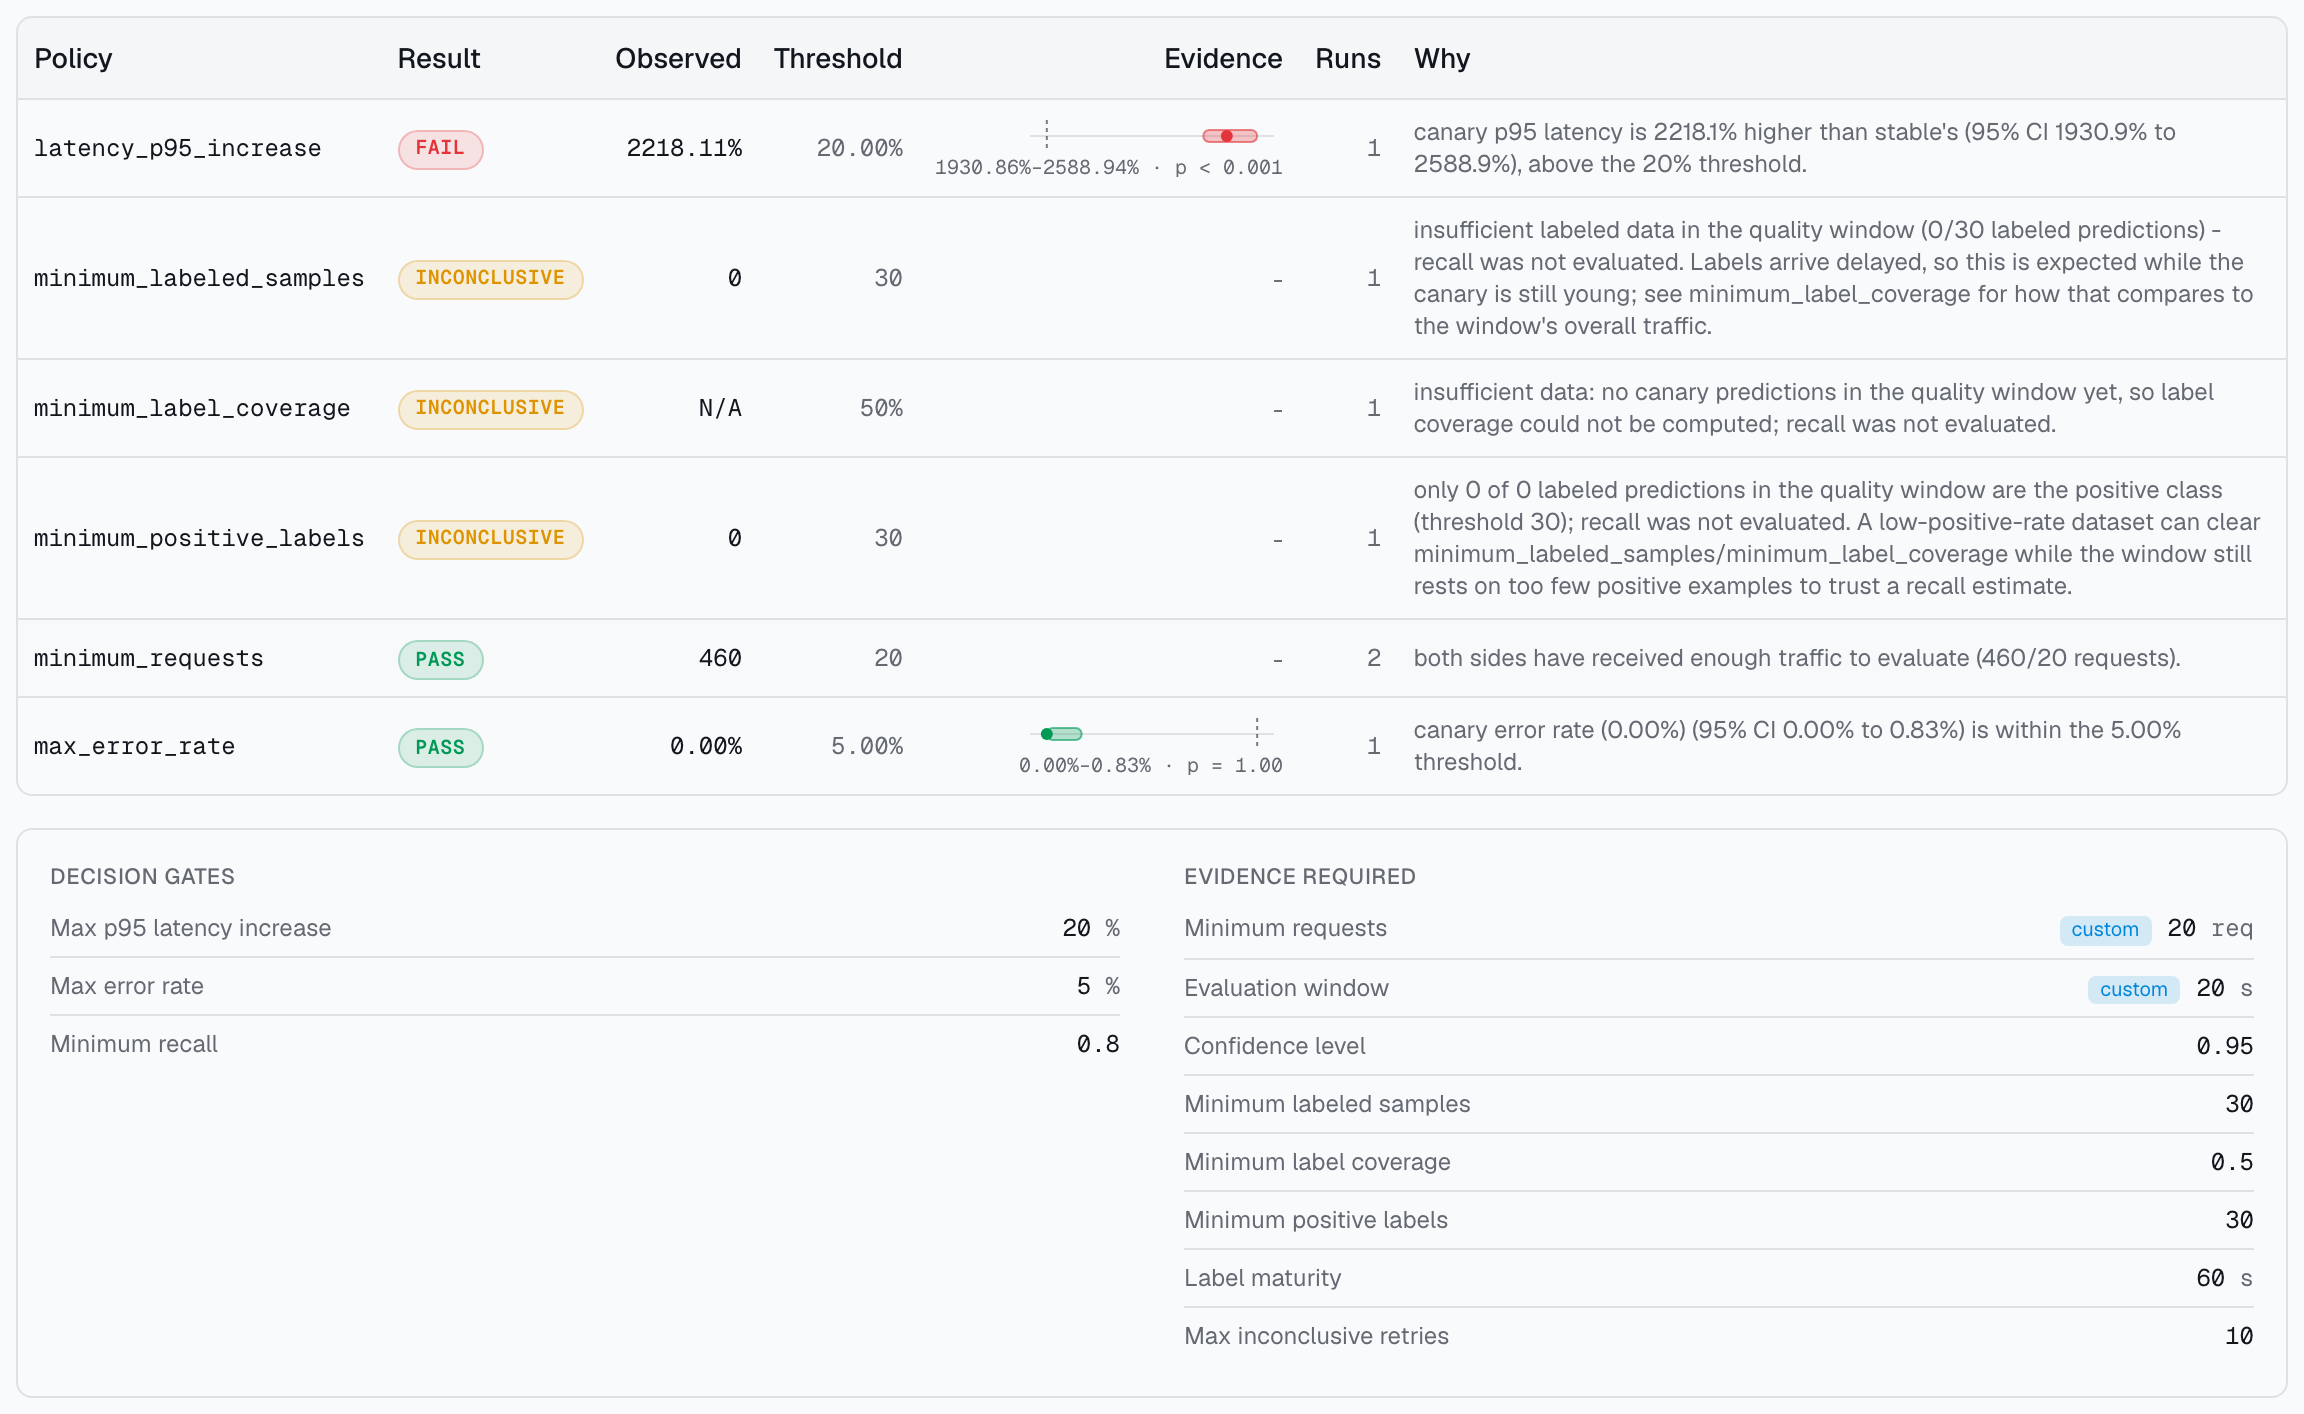 Policy Result Observed Threshold Evidence Runs Why
latency_p95_increase FAIL 2218.11% 20.00% 1930.86%–2588.94% · p < 0.001 1 canary p95 latency is 2218.1% higher than stable's (95% CI 1930.9% to
2588.9%), above the 20% threshold.
minimum_labeled_samples INCONCLUSIVE 0 30 – 1 insufficient labeled data in the quality window (0/30 labeled predictions) -
recall was not evaluated. Labels arrive delayed, so this is expected while the
canary is still young; see minimum_label_coverage for how that compares to
the window's overall traffic.
minimum_label_coverage INCONCLUSIVE N/A 50% – 1 insufficient data: no canary predictions in the quality window yet, so label
coverage could not be computed; recall was not evaluated.
minimum_positive_labels INCONCLUSIVE 0 30 – 1 only 0 of 0 labeled predictions in the quality window are the positive class
(threshold 30); recall was not evaluated. A low-positive-rate dataset can clear
minimum_labeled_samples/minimum_label_coverage while the window still
rests on too few positive examples to trust a recall estimate.
minimum_requests PASS 460 20 – 2 both sides have received enough traffic to evaluate (460/20 requests).
max_error_rate PASS 0.00% 5.00% 0.00%–0.83% · p = 1.00 1 canary error rate (0.00%) (95% CI 0.00% to 0.83%) is within the 5.00%
threshold.
DECISION GATES
Max p95 latency increase 20 %
Max error rate 5 %
Minimum recall 0.8
EVIDENCE REQUIRED
Minimum requests custom 20 req
Evaluation window custom 20 s
Confidence level 0.95
Minimum labeled samples 30
Minimum label coverage 0.5
Minimum positive labels 30
Label maturity 60 s
Max inconclusive retries 10